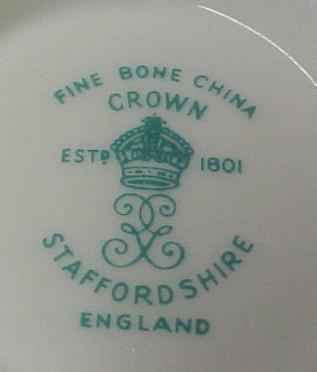 FINE BONE CHINA
CROWN
ESTD 1801
STAFFORDSHIRE
ENGLAND